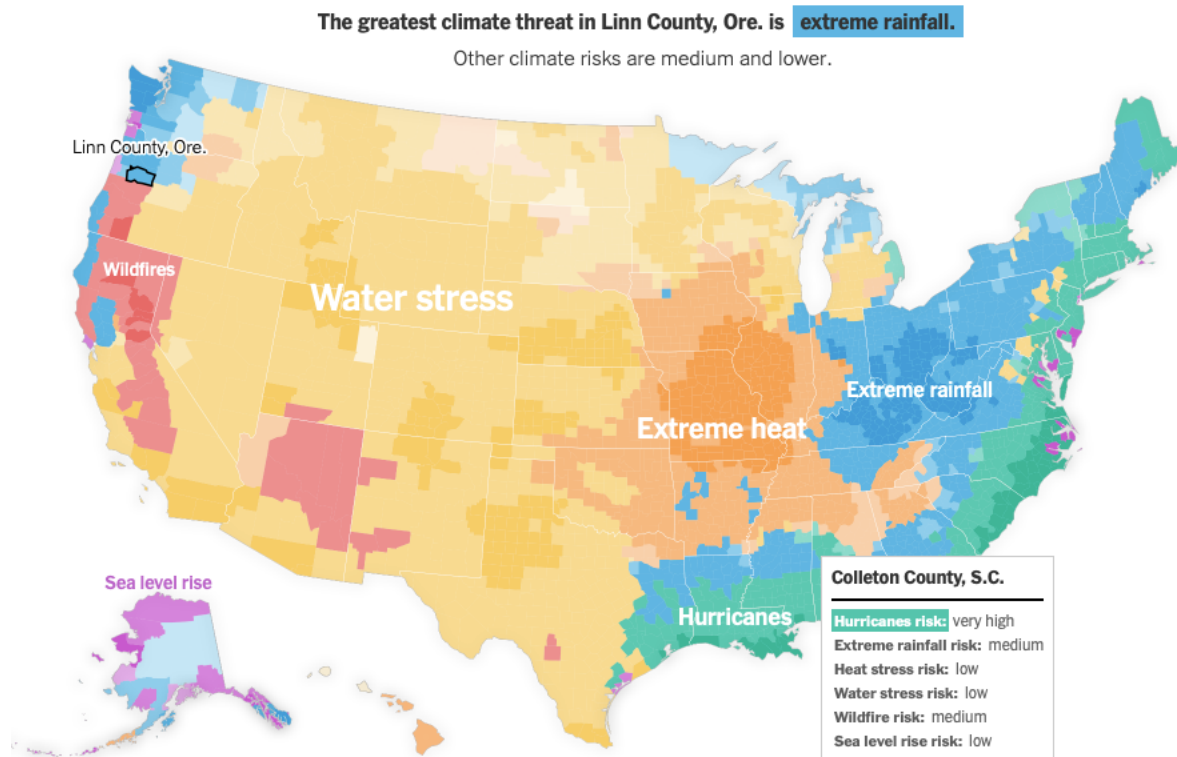 The greatest climate threat in Linn County, Ore. is extreme rainfall.
Other climate risks are medium and lower.
Linn County, Ore.
Wildfires
Water stress
Extreme rainfall
Extreme heat
Sea level rise
Hurricanes
Colleton County, S.C.
Hurricanes risk: very high
Extreme rainfall risk: medium
Heat stress risk: low
Water stress risk: low
Wildfire risk: medium
Sea level rise risk: low